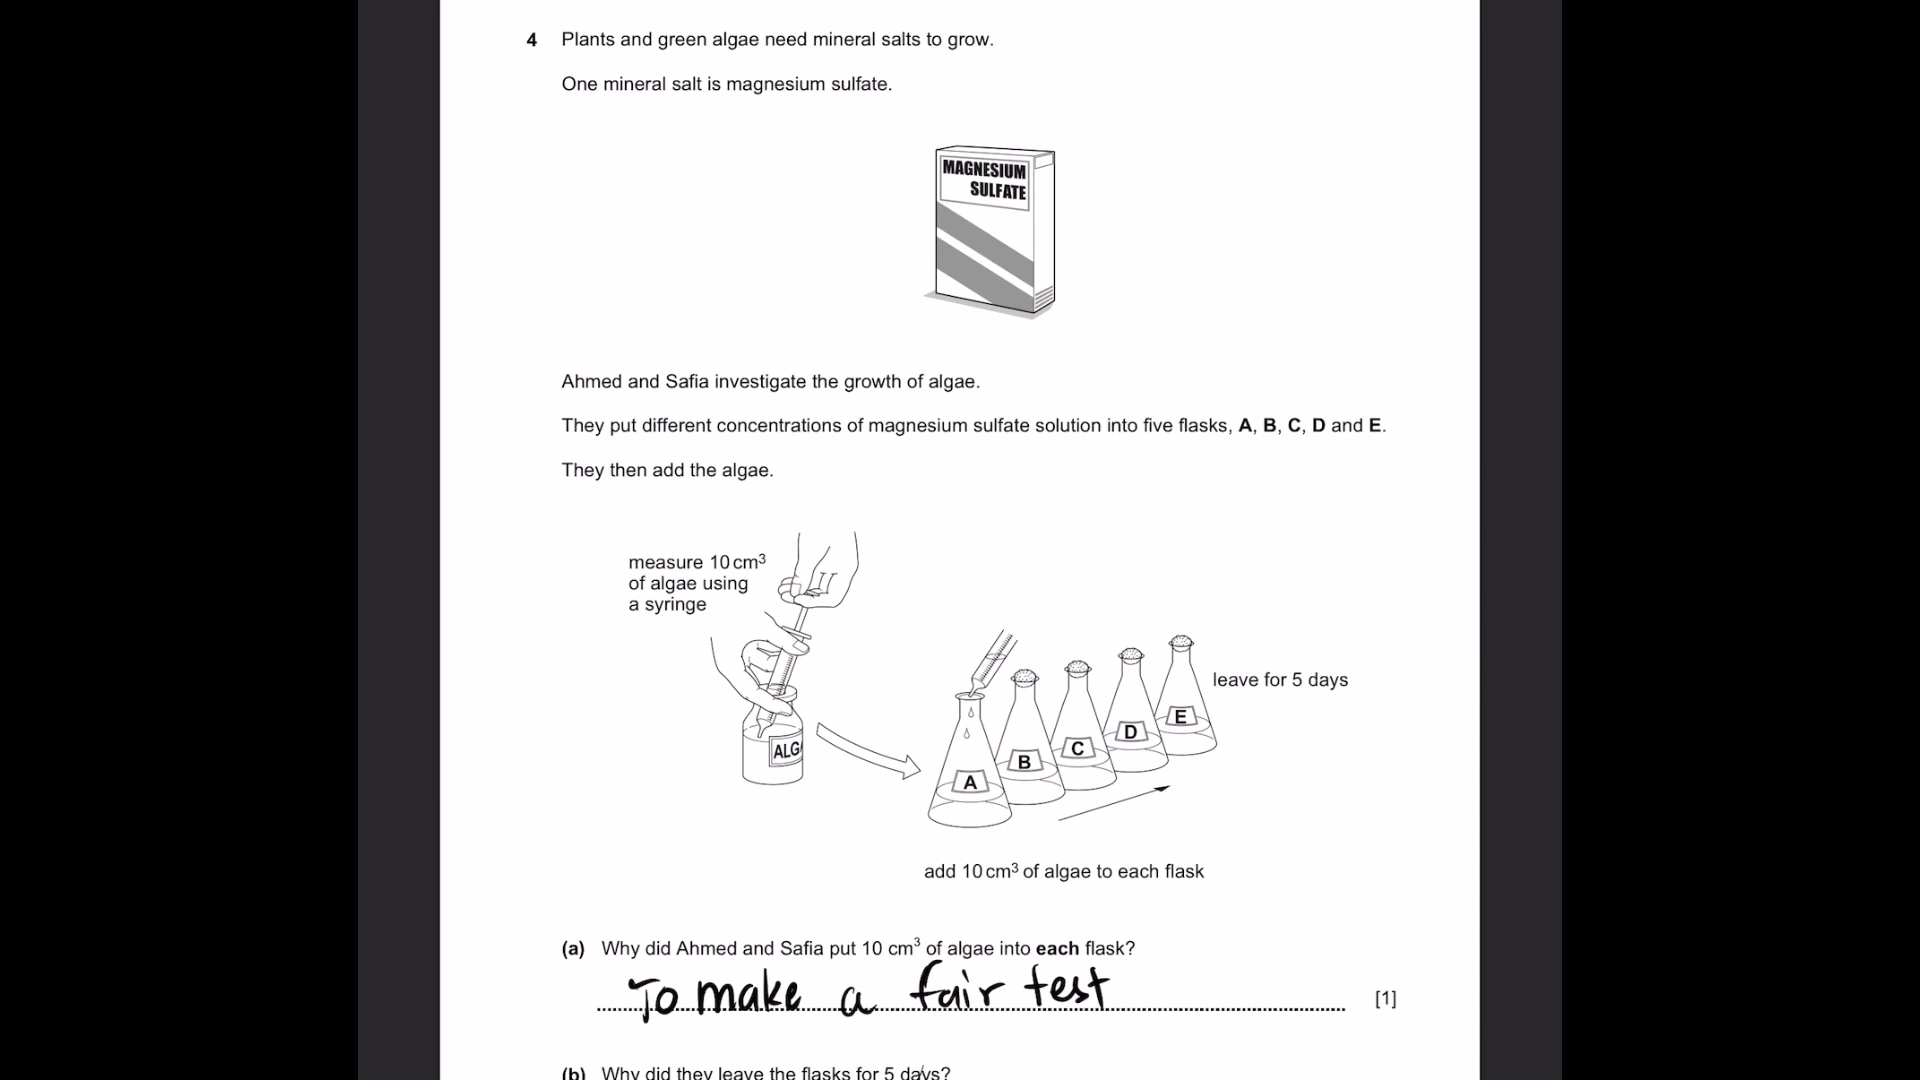 4 Plants and green algae need mineral salts to grow.
One mineral salt is magnesium sulfate.
MAGNESIUM
SULFATE
Ahmed and Safia investigate the growth of algae.
They put different concentrations of magnesium sulfate solution into five flasks, A, B, C, D and E.
They then add the algae.
measure 10 cm³
of algae using
a syringe
ALG
A
B
C
D
E
leave for 5 days
add 10 cm³ of algae to each flask
(a) Why did Ahmed and Safia put 10 cm³ of algae into each flask?
To make a fair test
[1]
(b) Why did they leave the flasks for 5 days?